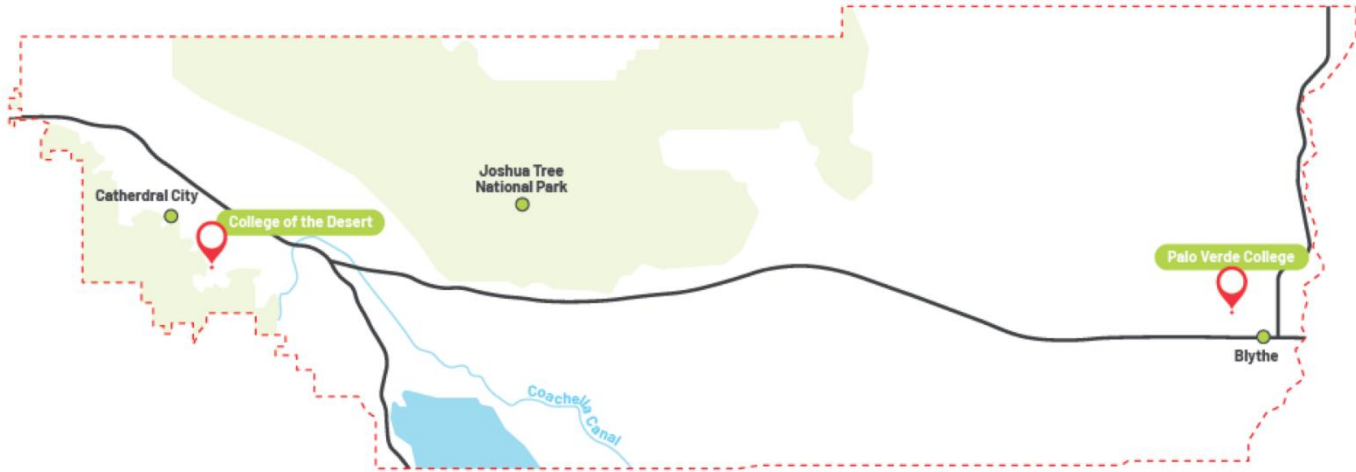 Joshua Tree
National Park
Catherdral City
College of the Desert
Palo Verde College
Blythe
Coachella Canal